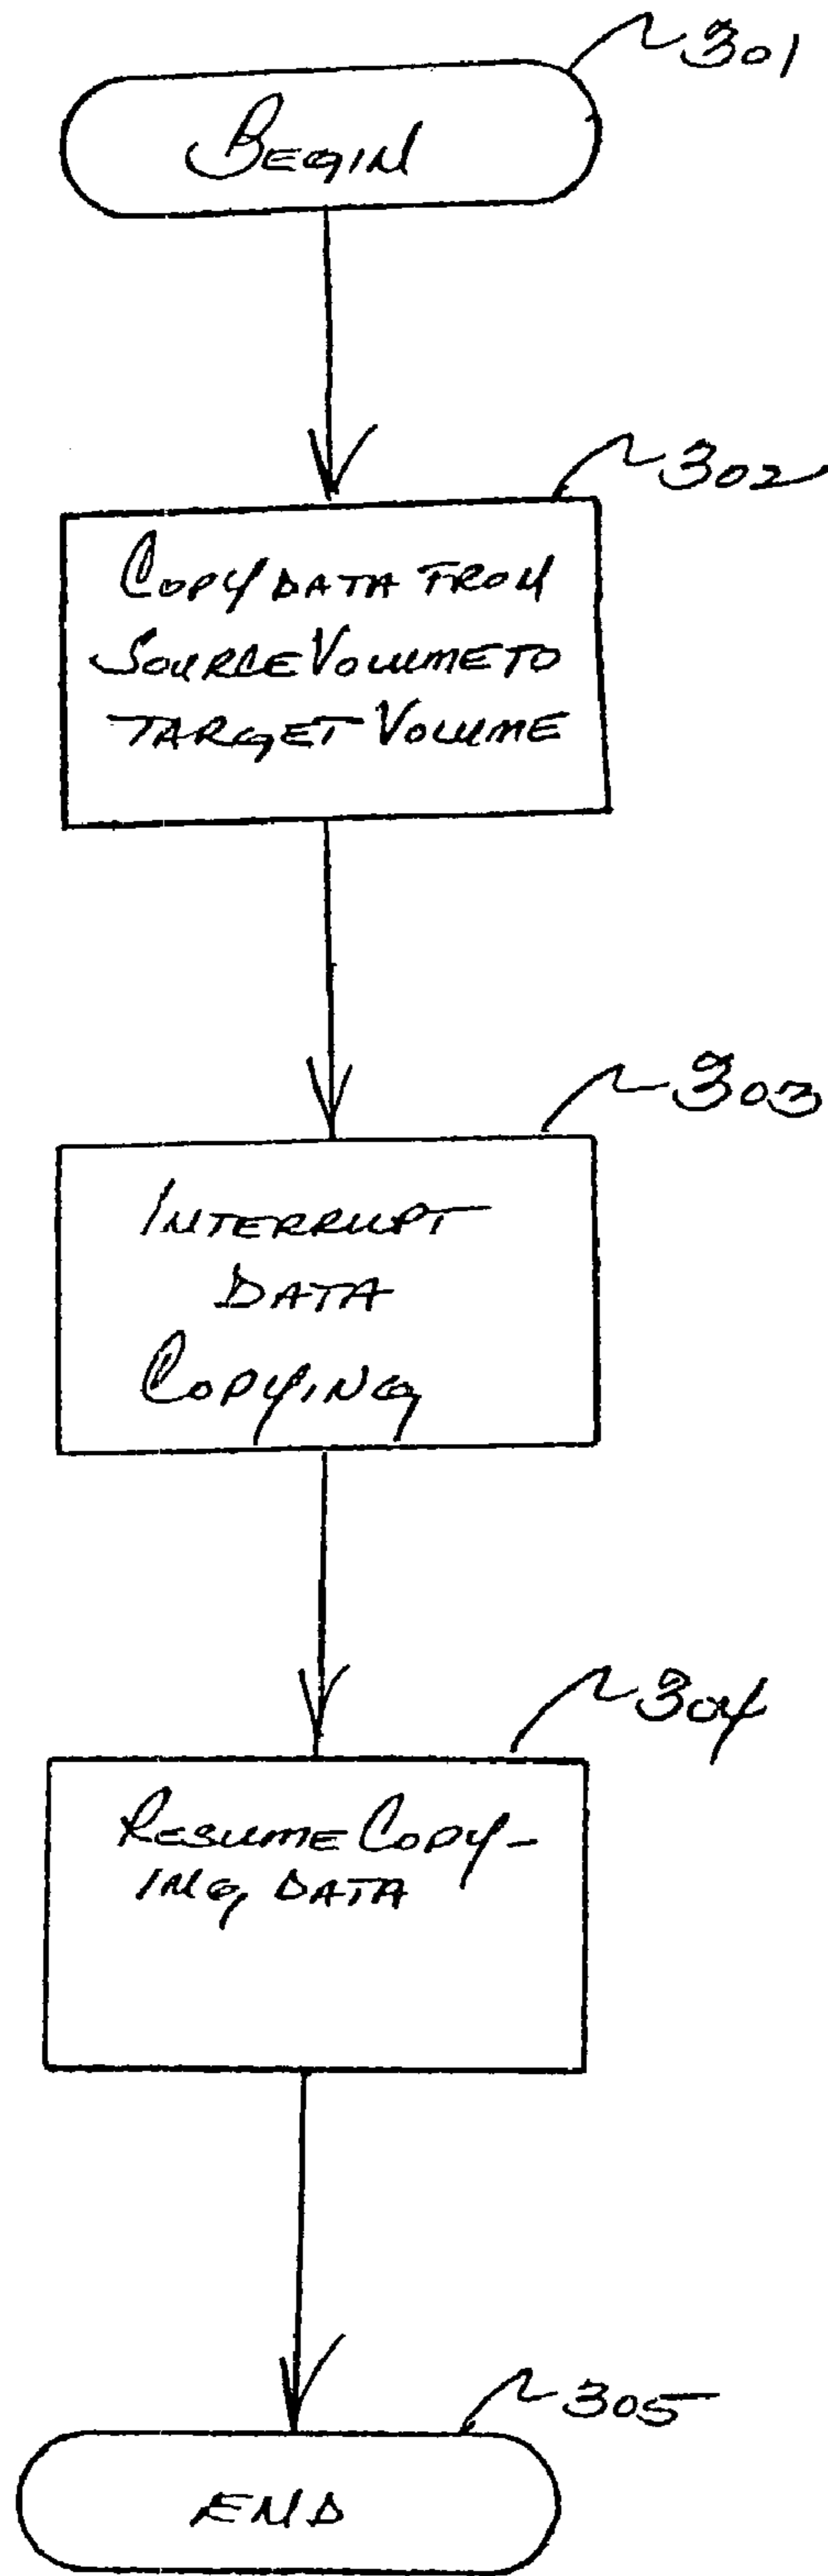 301
BEGIN
302
COPY DATA FROM
SOURCE VOLUME TO
TARGET VOLUME
303
INTERRUPT
DATA
COPYING
304
RESUME COPY-
ING DATA
305
END